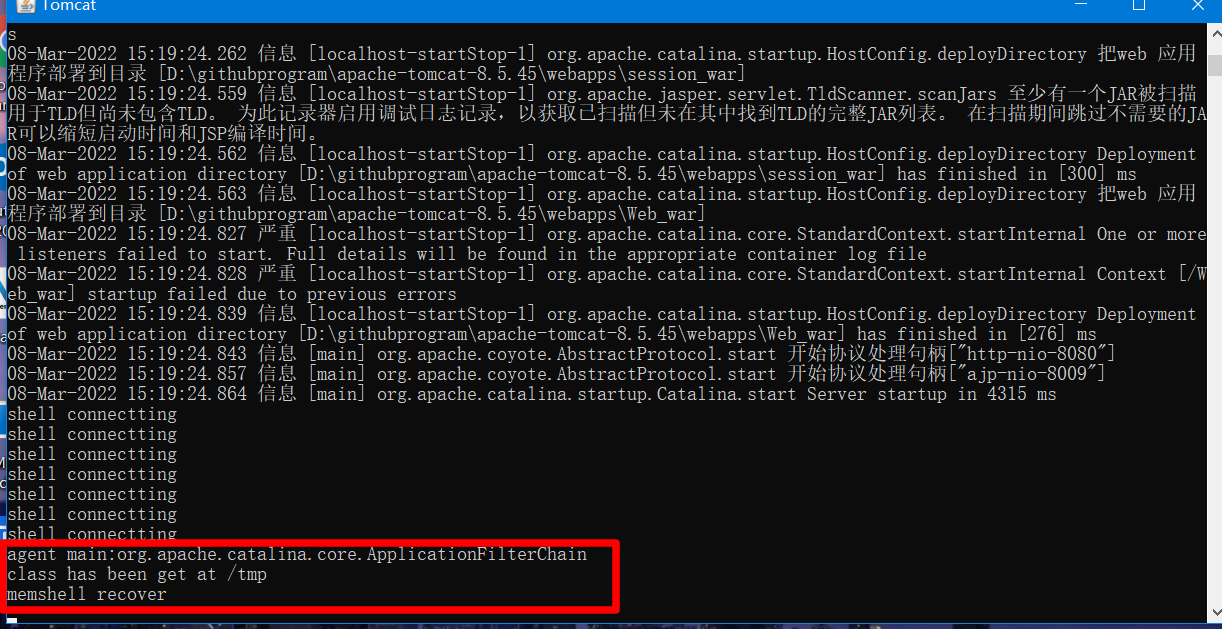 Tomcat
s
08-Mar-2022 15:19:24.262 信息 [localhost-startStop-1] org.apache.catalina.startup.HostConfig.deployDirectory 把web 应用
程序部署到目录 [D:\githubprogram\apache-tomcat-8.5.45\webapps\session_war]
08-Mar-2022 15:19:24.559 信息 [localhost-startStop-1] org.apache.jasper.servlet.TldScanner.scanJars 至少有一个JAR被扫描
用于TLD但尚未包含TLD。 为此记录器启用调试日志记录，以获取已扫描但未在其中找到TLD的完整JAR列表。 在扫描期间跳过不需要的JA
R可以缩短启动时间和JSP编译时间。
08-Mar-2022 15:19:24.562 信息 [localhost-startStop-1] org.apache.catalina.startup.HostConfig.deployDirectory Deployment
of web application directory [D:\githubprogram\apache-tomcat-8.5.45\webapps\session_war] has finished in [300] ms
08-Mar-2022 15:19:24.563 信息 [localhost-startStop-1] org.apache.catalina.startup.HostConfig.deployDirectory 把web 应用
程序部署到目录 [D:\githubprogram\apache-tomcat-8.5.45\webapps\Web_war]
08-Mar-2022 15:19:24.827 严重 [localhost-startStop-1] org.apache.catalina.core.StandardContext.startInternal One or more
listeners failed to start. Full details will be found in the appropriate container log file
08-Mar-2022 15:19:24.828 严重 [localhost-startStop-1] org.apache.catalina.core.StandardContext.startInternal Context [/W
eb_war] startup failed due to previous errors
08-Mar-2022 15:19:24.839 信息 [localhost-startStop-1] org.apache.catalina.startup.HostConfig.deployDirectory Deployment
of web application directory [D:\githubprogram\apache-tomcat-8.5.45\webapps\Web_war] has finished in [276] ms
08-Mar-2022 15:19:24.843 信息 [main] org.apache.coyote.AbstractProtocol.start 开始协议处理句柄["http-nio-8080"]
08-Mar-2022 15:19:24.857 信息 [main] org.apache.coyote.AbstractProtocol.start 开始协议处理句柄["ajp-nio-8009"]
08-Mar-2022 15:19:24.864 信息 [main] org.apache.catalina.startup.Catalina.start Server startup in 4315 ms
shell connectting
shell connectting
shell connectting
shell connectting
shell connectting
shell connectting
shell connectting
agent main:org.apache.catalina.core.ApplicationFilterChain
class has been get at /tmp
memshell recover